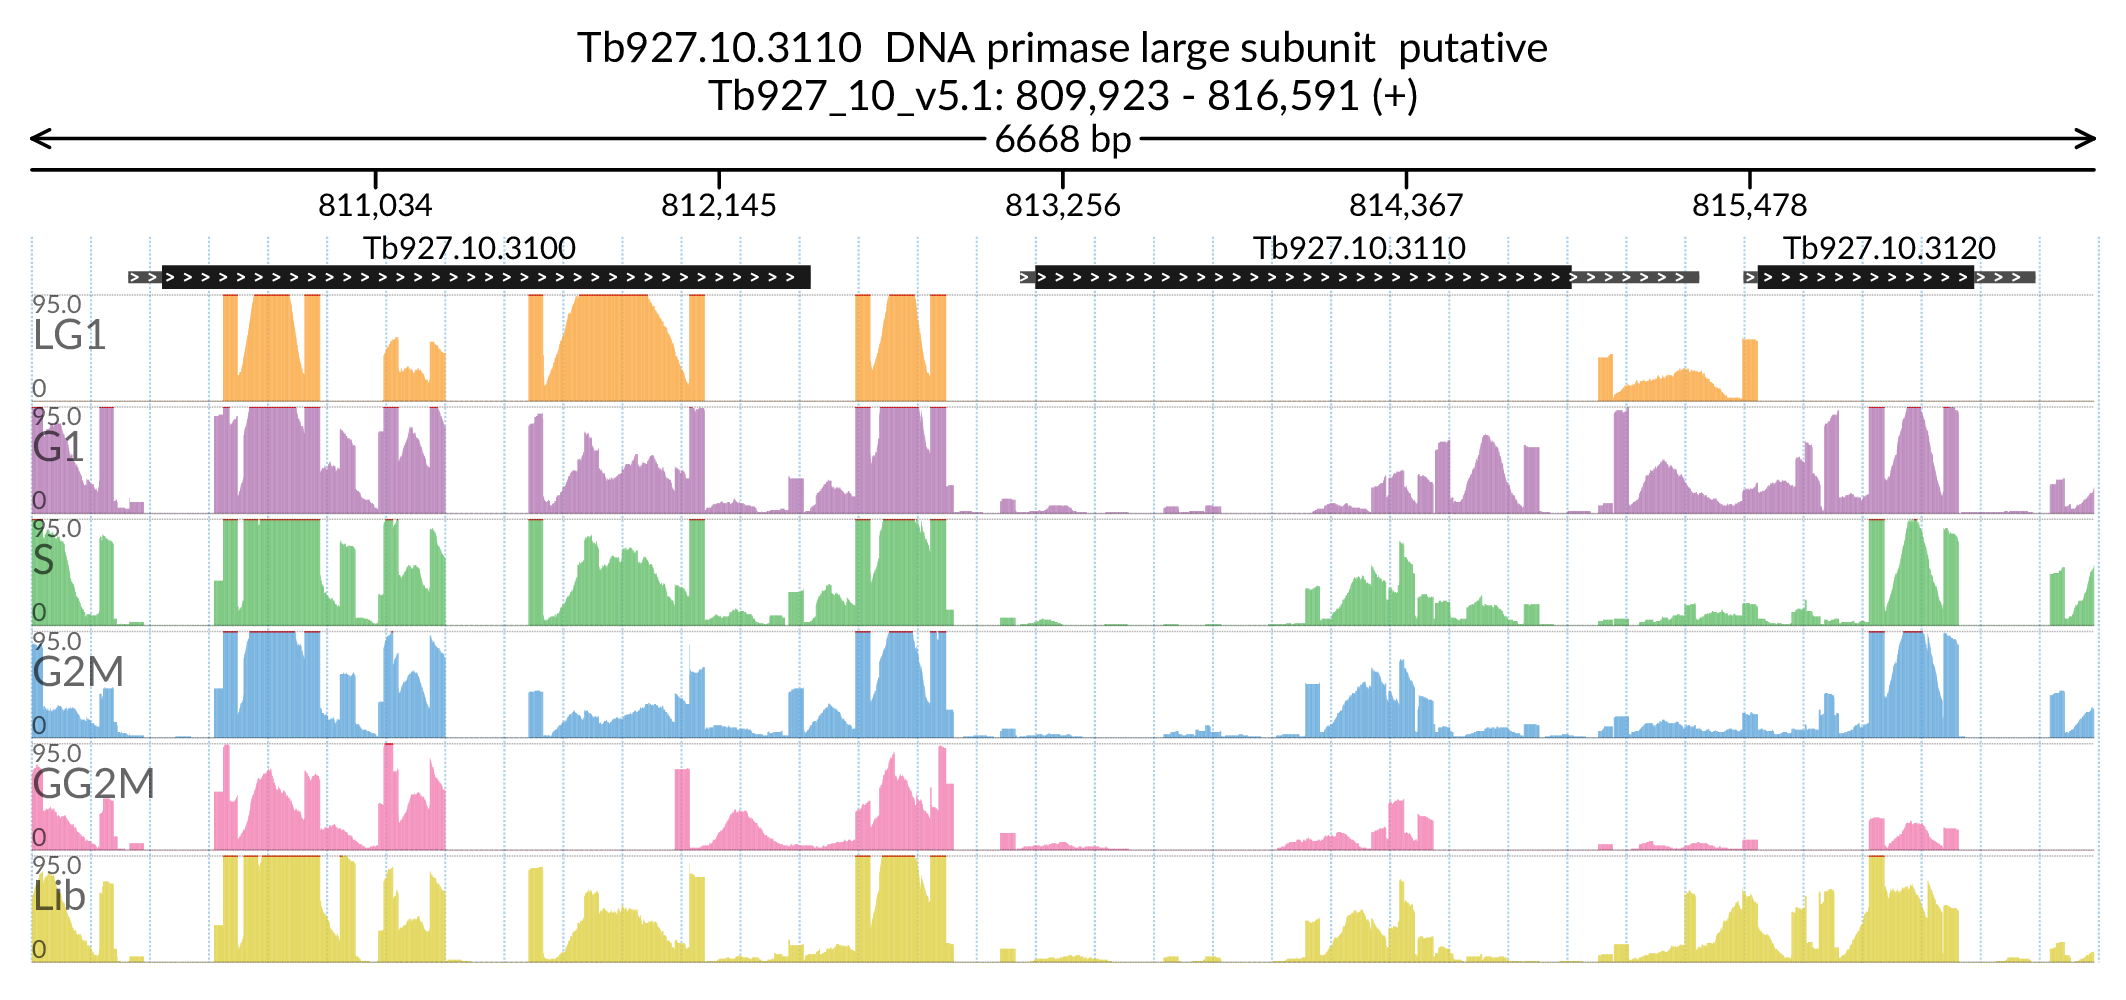 Tb927.10.3110  DNA primase large subunit  putative
Tb927_10_v5.1: 809,923 - 816,591 (+)
6668 bp
811,034 812,145 813,256 814,367 815,478
Tb927.10.3100 Tb927.10.3110 Tb927.10.3120
95.0
LG1
0
95.0
G1
0
95.0
S
0
95.0
G2M
0
95.0
GG2M
0
95.0
Lib
0